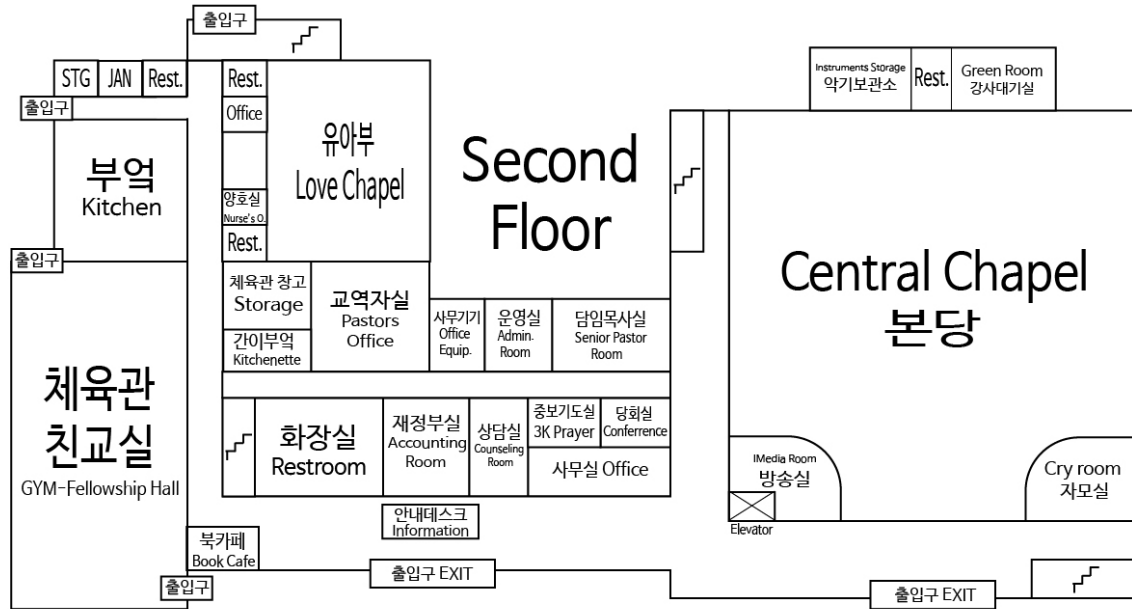 출입구
STG
JAN
Rest.
출입구
부엌
Kitchen
출입구
체육관
친교실
GYM-Fellowship Hall
Rest.
Office
양호실
Nurse's O.
Rest.
유아부
Love Chapel
체육관 창고
Storage
간이부엌
Kitchenette
교역자실
Pastors
Office
사무기기
Office
Equip.
운영실
Admin.
Room
담임목사실
Senior Pastor
Room
Second
Floor
화장실
Restroom
재정부실
Accounting
Room
상담실
Counseling
Room
중보기도실
3K Prayer
당회실
Conferrence
사무실 Office
안내데스크
Information
북카페
Book Cafe
출입구
출입구 EXIT
Instruments Storage
악기보관소
Rest.
Green Room
강사대기실
Central Chapel
본당
IMedia Room
방송실
Elevator
Cry room
자모실
출입구 EXIT